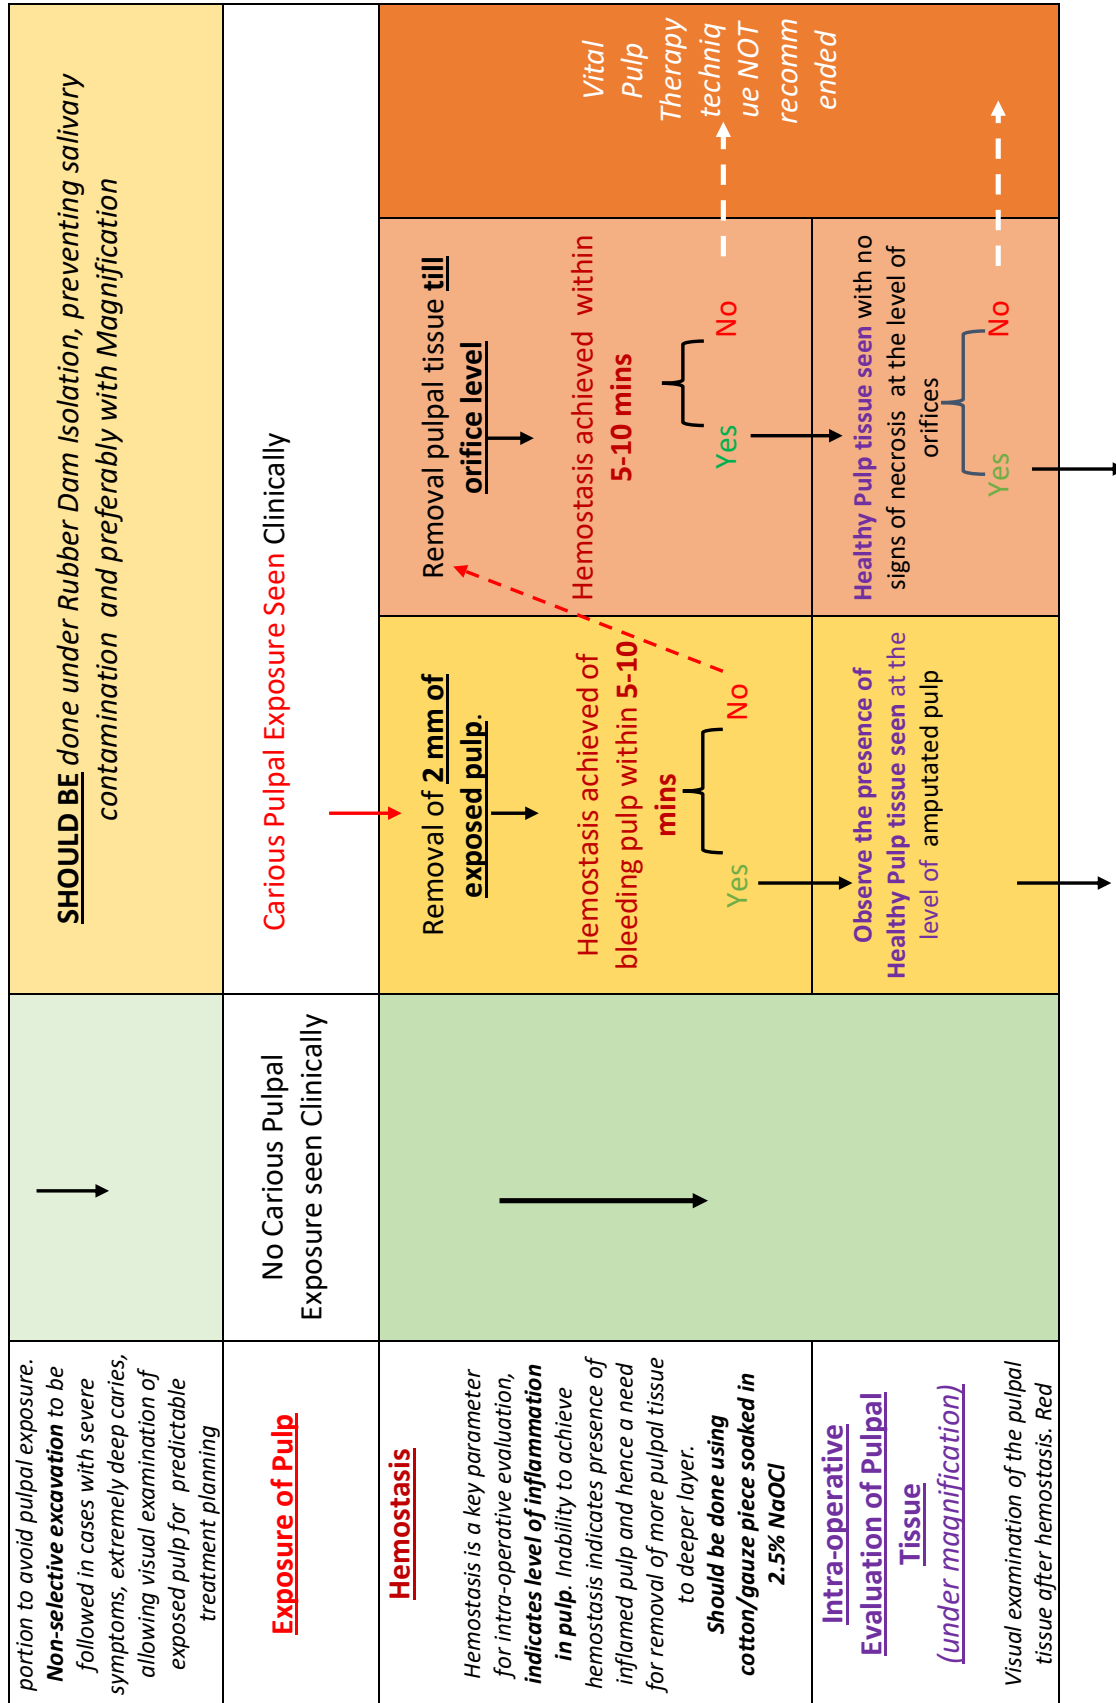 portion to avoid pulpal exposure.
Non-selective excavation to be
followed in cases with severe
symptoms, extremely deep caries,
allowing visual examination of
exposed pulp for predictable
treatment planning
SHOULD BE done under Rubber Dam Isolation, preventing salivary
contamination and preferably with Magnification
Exposure of Pulp
No Carious Pulpal
Exposure seen Clinically
Carious Pulpal Exposure Seen Clinically
Hemostasis
Hemostasis is a key parameter
for intra-operative evaluation,
indicates level of inflammation
in pulp. Inability to achieve
hemostasis indicates presence of
inflamed pulp and hence a need
for removal of more pulpal tissue
to deeper layer.
Should be done using
cotton/gauze piece soaked in
2.5% NaOCl
Removal of 2 mm of
exposed pulp.
Hemostasis achieved of
bleeding pulp within 5-10
mins
Yes
No
Removal pulpal tissue till
orifice level
Hemostasis achieved within
5-10 mins
Yes
No
Vital
Pulp
Therapy
techniq
ue NOT
recomm
ended
Intra-operative
Evaluation of Pulpal
Tissue
(under magnification)
Visual examination of the pulpal
tissue after hemostasis. Red
Observe the presence of
Healthy Pulp tissue seen at the
level of amputated pulp
Healthy Pulp tissue seen with no
signs of necrosis at the level of
orifices
Yes
No